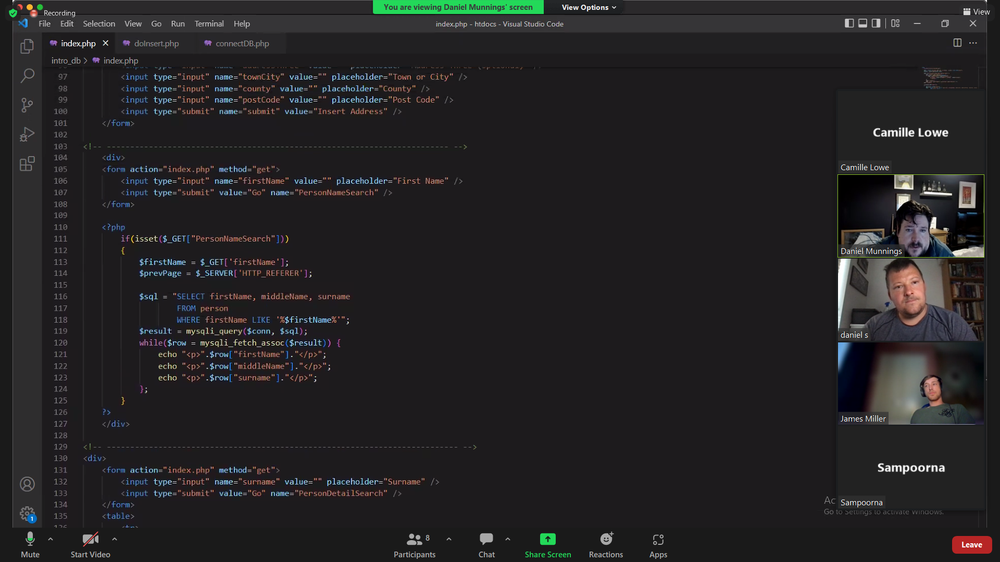 Recording
You are viewing Daniel Munnings' screen
View Options
View
File Edit Selection View Go Run Terminal Help
index.php - htdocs - Visual Studio Code
index.php
doInsert.php
connectDB.php
intro_db > index.php
97 <input type="input" name="townCity" value="" placeholder="Town or City" />
98 <input type="input" name="county" value="" placeholder="County" />
99 <input type="input" name="postCode" value="" placeholder="Post Code" />
100 <input type="submit" name="submit" value="Insert Address" />
101 </form>
102
103 <!-- ------------------------------------------------------------------------- -->
104 <div>
105 <form action="index.php" method="get">
106 <input type="input" name="firstName" value="" placeholder="First Name" />
107 <input type="submit" value="Go" name="PersonNameSearch" />
108 </form>
109
110 <?php
111 if(isset($_GET["PersonNameSearch"]))
112 {
113 $firstName = $_GET['firstName'];
114 $prevPage = $_SERVER['HTTP_REFERER'];
115
116 $sql = "SELECT firstName, middleName, surname
117 FROM person
118 WHERE firstName LIKE '%$firstName%'";
119 $result = mysqli_query($conn, $sql);
120 while($row = mysqli_fetch_assoc($result)) {
121 echo "<p>".$row["firstName"]."</p>";
122 echo "<p>".$row["middleName"]."</p>";
123 echo "<p>".$row["surname"]."</p>";
124 };
125 }
126 ?>
127 </div>
128
129 <!-- --------------------------------------------------------------------------- -->
130 <div>
131 <form action="index.php" method="get">
132 <input type="input" name="surname" value="" placeholder="Surname" />
133 <input type="submit" value="Go" name="PersonDetailSearch" />
134 </form>
135 <table>
1
Camille Lowe
Camille Lowe
Daniel Munnings
daniel s
James Miller
Sampoorna
Sampoorna
Go to Settings to activate Windows.
Mute
Start Video
Participants
8
Chat
Share Screen
Reactions
Apps
Leave